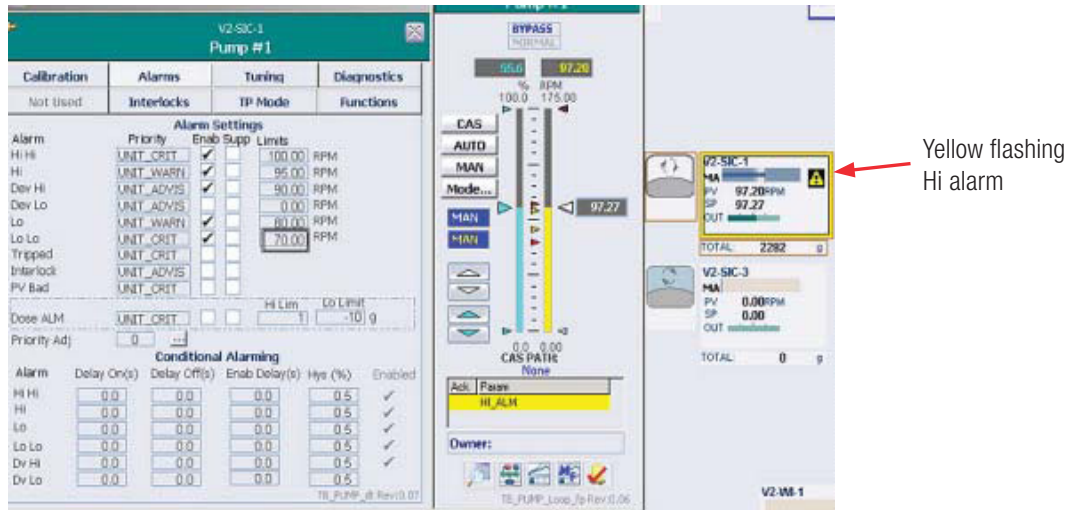 V2-SIC-1
Pump #1
Calibration Alarms Tuning Diagnostics
Not Used Interlocks TP Mode Functions
Alarm Settings
Alarm Priority Enab Supp Limits
Hi Hi UNIT_CRIT ✓ 100.00 RPM
Hi UNIT_WARN ✓ 95.00 RPM
Dev Hi UNIT_ADVIS 90.00 RPM
Dev Lo UNIT_ADVIS 0.00 RPM
Lo UNIT_WARN ✓ 80.00 RPM
Lo Lo UNIT_CRIT ✓ 70.00 RPM
Tripped UNIT_CRIT
Interlock UNIT_ADVIS
PV Bad UNIT_CRIT
Hi Lim Lo Limit
Dose ALM UNIT_CRIT 1 -10 g
Priority Adj 0 ...
Conditional Alarming
Alarm Delay On(s) Delay Off(s) Enab Delay(s) Hys (%) Enabled
Hi Hi 0.0 0.0 0.0 0.5 ✓
Hi 0.0 0.0 0.0 0.5 ✓
Lo 0.0 0.0 0.0 0.5 ✓
Lo Lo 0.0 0.0 0.0 0.5 ✓
Dv Hi 0.0 0.0 0.0 0.5 ✓
Dv Lo 0.0 0.0 0.0 0.5
Pump #1
BYPASS
NORMAL
55.6 97.20
% RPM
100.0 175.00
CAS
AUTO
MAN
Mode...
MAN
MAN
97.27
0.0 0.00
CAS PATH:
None
Ack Param
HI_ALM
Owner:
TB_PUMP_Loop_fp Rev:0.06
V2-SIC-1
MA
PV 97.20RPM
SP 97.27
OUT
TOTAL 2282 g
V2-SIC-3
MA
PV 0.00RPM
SP 0.00
OUT
TOTAL 0 g
V2-WI-1
Yellow flashing
Hi alarm